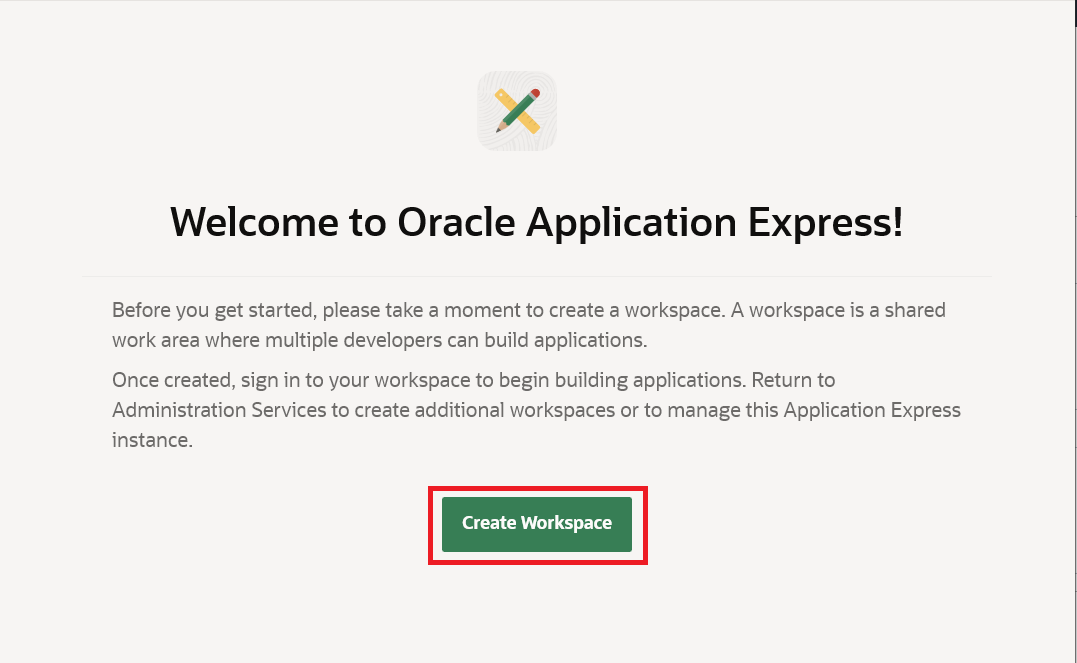 Welcome to Oracle Application Express!
Before you get started, please take a moment to create a workspace. A workspace is a shared
work area where multiple developers can build applications.
Once created, sign in to your workspace to begin building applications. Return to
Administration Services to create additional workspaces or to manage this Application Express
instance.
Create Workspace